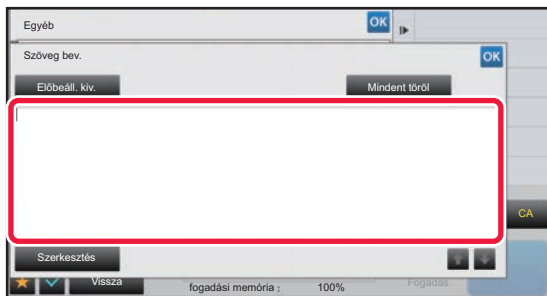 Egyéb OK
Szöveg bev. OK
Előbeáll. kiv. Mindent töröl
CA
Szerkesztés
Vissza fogadási memória : 100% Fogadás